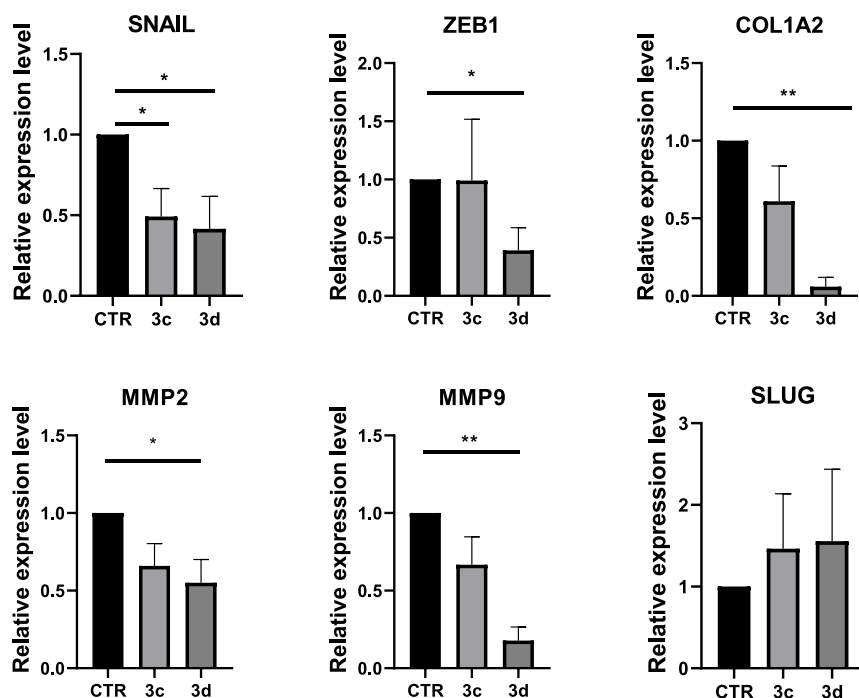 SNAIL
Relative expression level
1.5
1.0
0.5
0.0
*
*
CTR 3c 3d
ZEB1
Relative expression level
2.0
1.5
1.0
0.5
0.0
*
CTR 3c 3d
COL1A2
Relative expression level
1.5
1.0
0.5
0.0
**
CTR 3c 3d
MMP2
Relative expression level
1.5
1.0
0.5
0.0
*
CTR 3c 3d
MMP9
Relative expression level
1.5
1.0
0.5
0.0
**
CTR 3c 3d
SLUG
Relative expression level
3
2
1
0
CTR 3c 3d